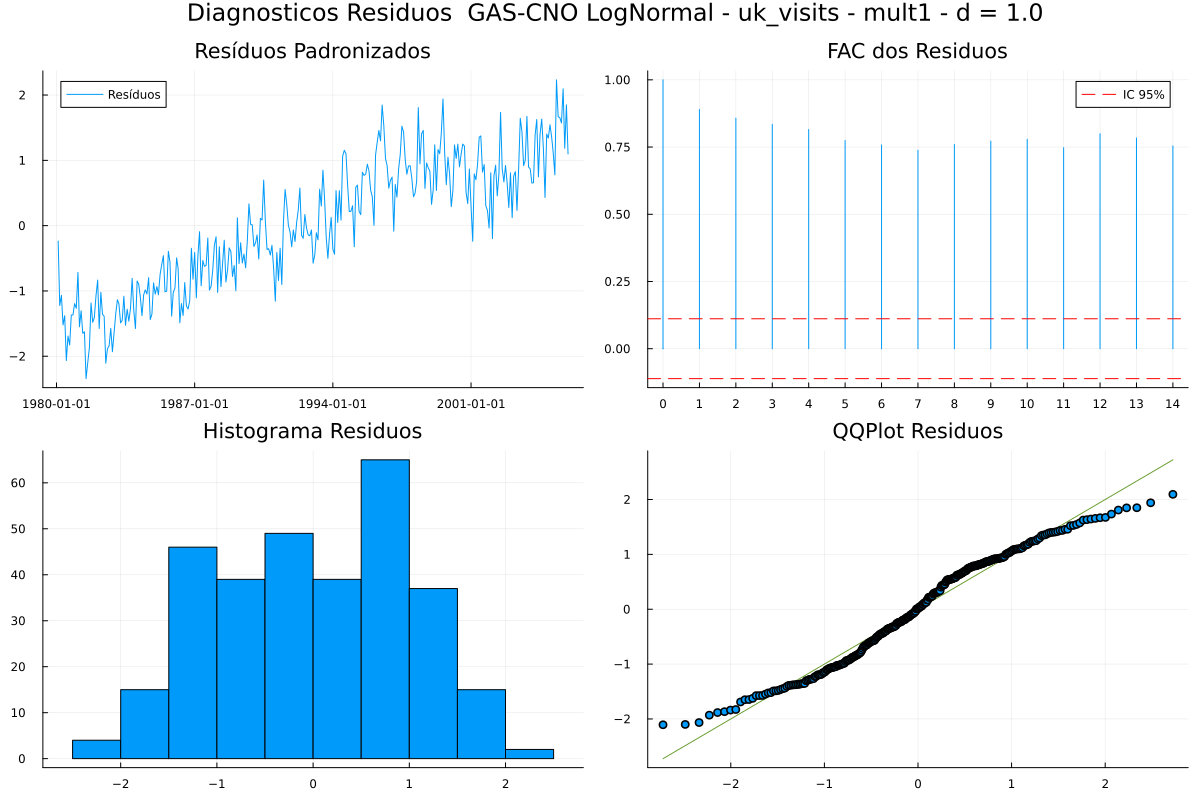 Diagnosticos Residuos  GAS-CNO LogNormal - uk_visits - mult1 - d = 1.0
Resíduos Padronizados
Resíduos
2
1
0
−1
−2
1980-01-01 1987-01-01 1994-01-01 2001-01-01
FAC dos Residuos
IC 95%
1.00
0.75
0.50
0.25
0.00
0 1 2 3 4 5 6 7 8 9 10 11 12 13 14
Histograma Residuos
60
50
40
30
20
10
0
−2 −1 0 1 2
QQPlot Residuos
2
1
0
−1
−2
−2 −1 0 1 2